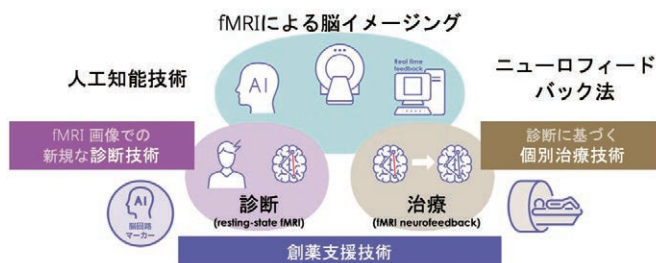 fMRIによる脳イメージング
人工知能技術
ニューロフィード
バック法
AI
Real time
feedback
fMRI 画像での
新規な診断技術
診断に基づく
個別治療技術
診断
(resting-state fMRI)
治療
(fMRI neurofeedback)
AI
脳回路
マーカー
創薬支援技術